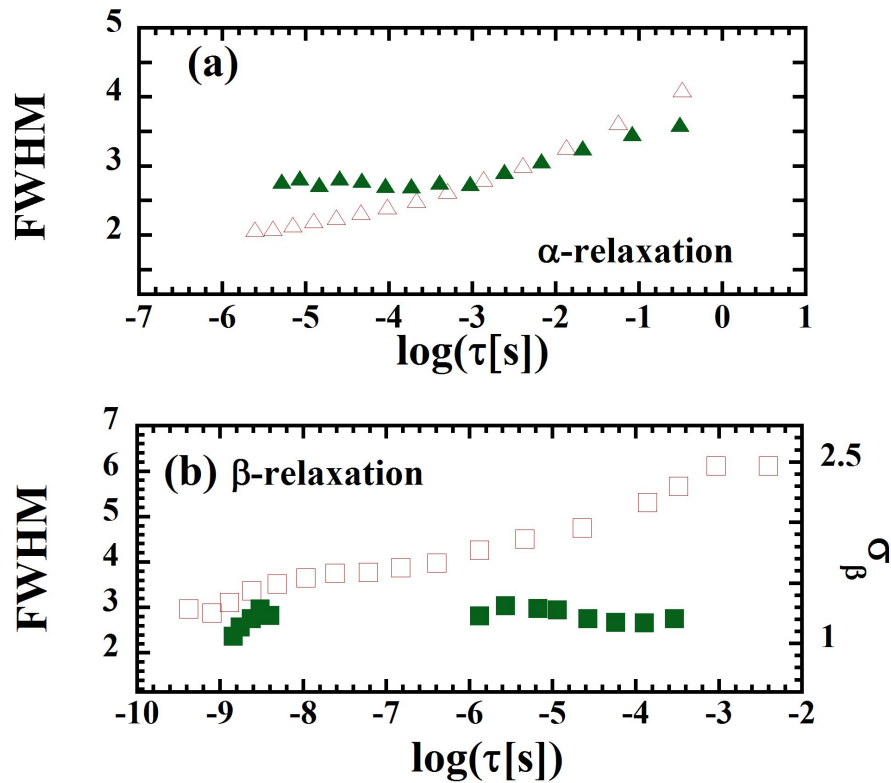 5
(a)
4
FWHM
3
2
α-relaxation
-7 -6 -5 -4 -3 -2 -1 0 1
log(τ[s])
7
(b) β-relaxation
2.5
6
5
FWHM
4
σβ
3
2
1
-10 -9 -8 -7 -6 -5 -4 -3 -2
log(τ[s])